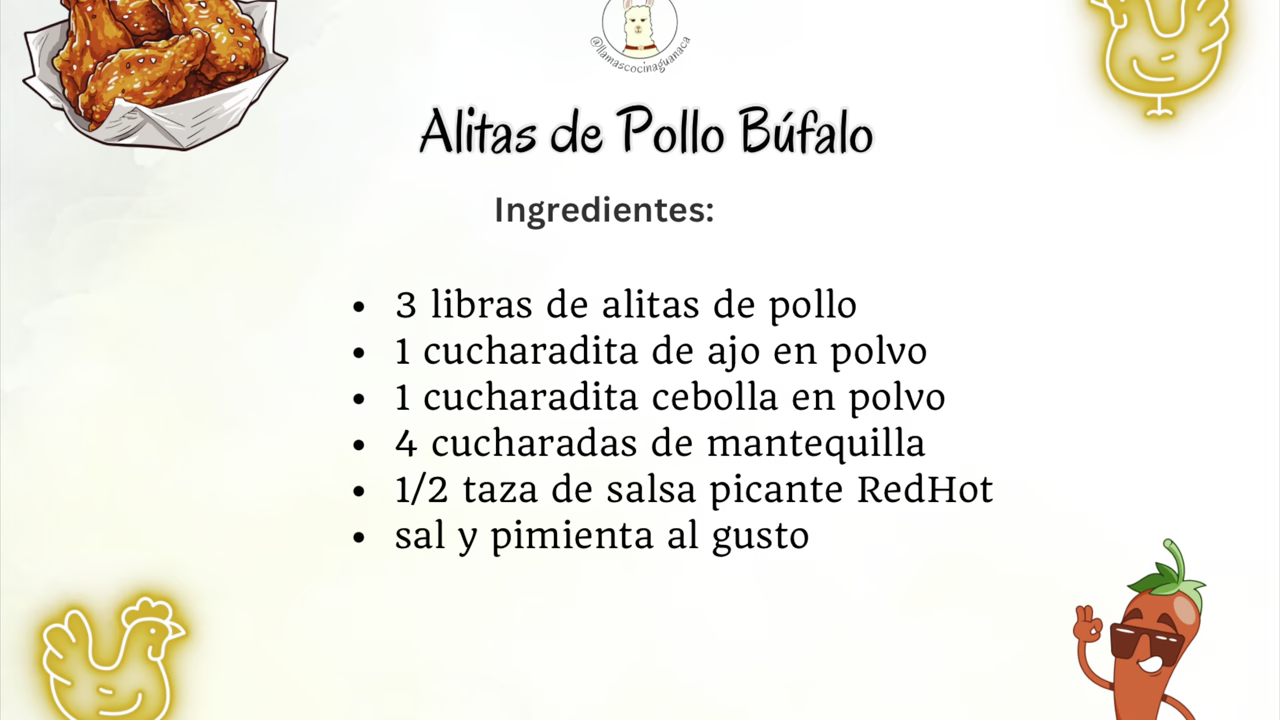 @llamascocinaguanaca
Alitas de Pollo Búfalo
Ingredientes:
• 3 libras de alitas de pollo
• 1 cucharadita de ajo en polvo
• 1 cucharadita cebolla en polvo
• 4 cucharadas de mantequilla
• 1/2 taza de salsa picante RedHot
• sal y pimienta al gusto